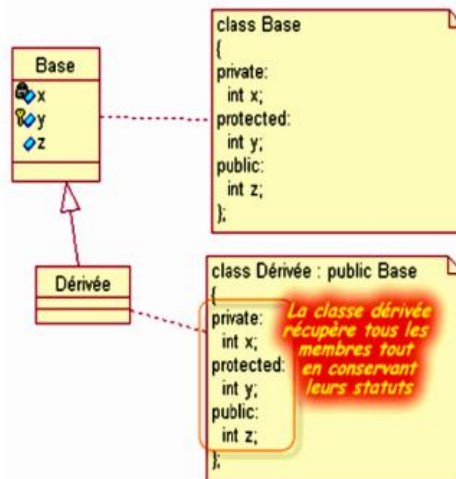 Base
x
y
z
class Base
{
private:
int x;
protected:
int y;
public:
int z;
};
Dérivée
class Dérivée : public Base
{
private:
int x;
protected:
int y;
public:
int z;
};
La classe dérivée
récupère tous les
membres tout
en conservant
leurs statuts